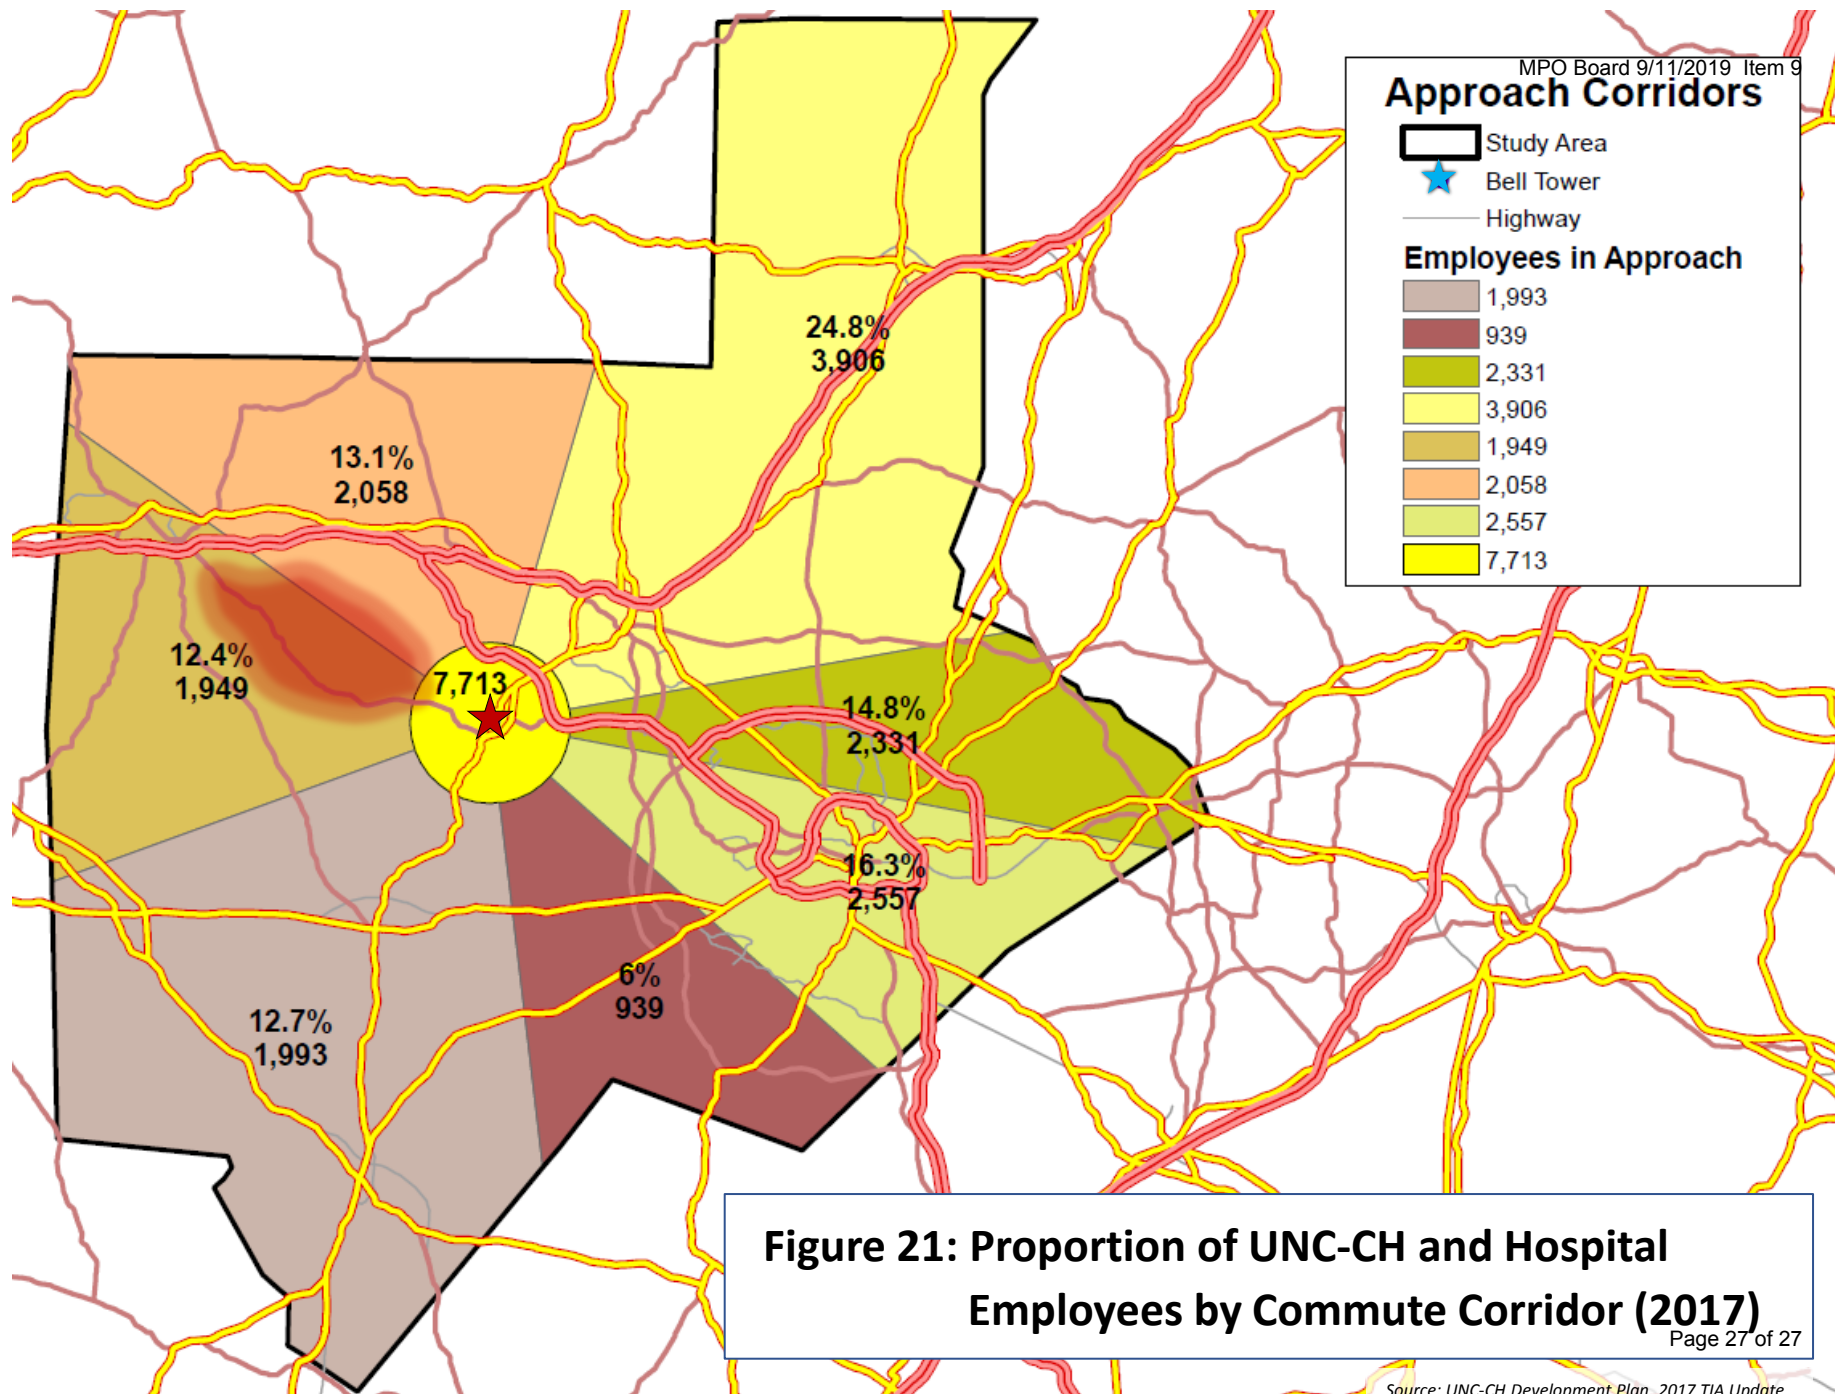 MPO Board 9/11/2019 Item 9
Approach Corridors
Study Area
Bell Tower
Highway
Employees in Approach
1,993
939
2,331
3,906
1,949
2,058
2,557
7,713
24.8%
3,906
13.1%
2,058
12.4%
1,949
7,713
14.8%
2,331
16.3%
2,557
6%
939
12.7%
1,993
Figure 21: Proportion of UNC-CH and Hospital
Employees by Commute Corridor (2017)
Page 27 of 27
Source: UNC-CH Development Plan, 2017 TIA Update